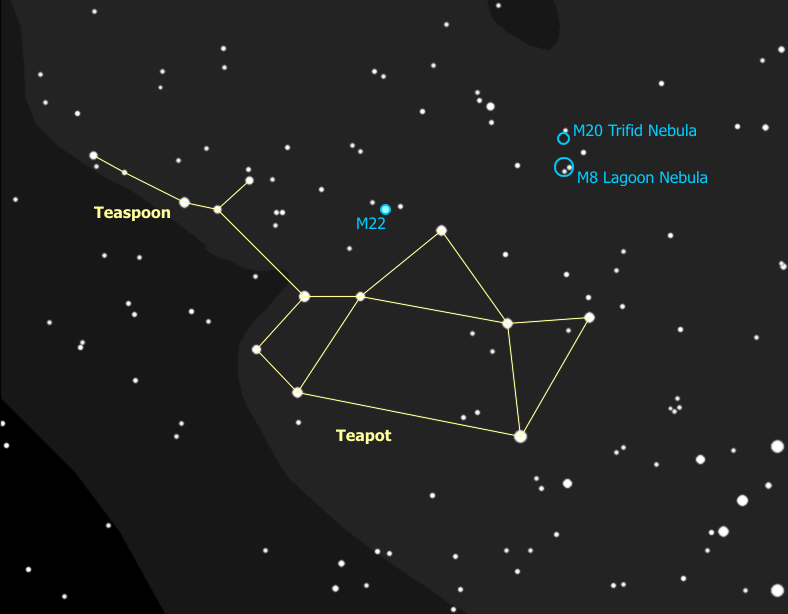 M20 Trifid Nebula
M8 Lagoon Nebula
Teaspoon
M22
Teapot